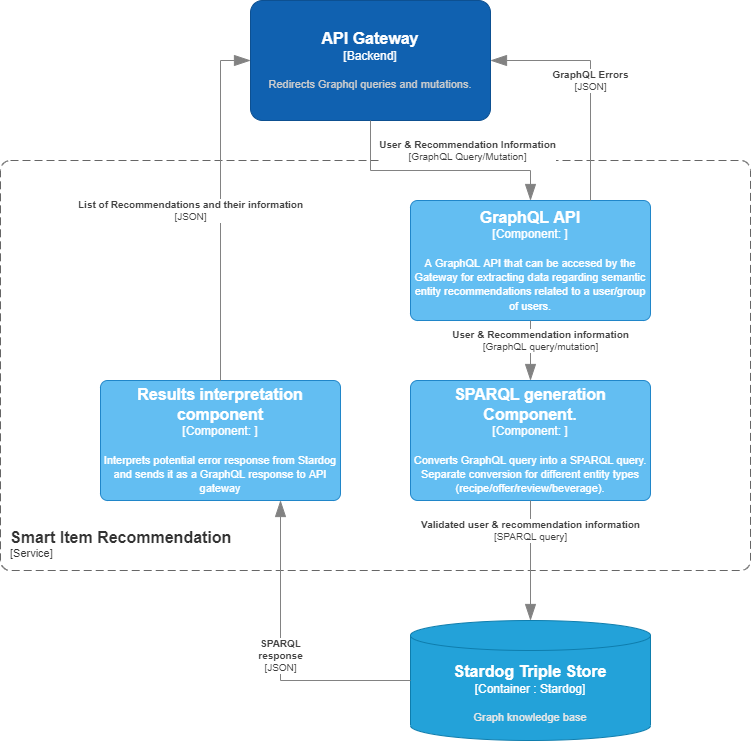 API Gateway
[Backend]
Redirects Graphql queries and mutations.
GraphQL Errors
[JSON]
User & Recommendation Information
[GraphQL Query/Mutation]
List of Recommendations and their information
[JSON]
GraphQL API
[Component: ]
A GraphQL API that can be accesed by the
Gateway for extracting data regarding semantic
entity recommendations related to a user/group
of users.
User & Recommendation information
[GraphQL query/mutation]
Results interpretation
component
[Component: ]
Interprets potential error response from Stardog
and sends it as a GraphQL response to API
gateway
SPARQL generation
Component.
[Component: ]
Converts GraphQL query into a SPARQL query.
Separate conversion for different entity types
(recipe/offer/review/beverage).
Validated user & recommendation information
[SPARQL query]
Smart Item Recommendation
[Service]
SPARQL
response
[JSON]
Stardog Triple Store
[Container : Stardog]
Graph knowledge base